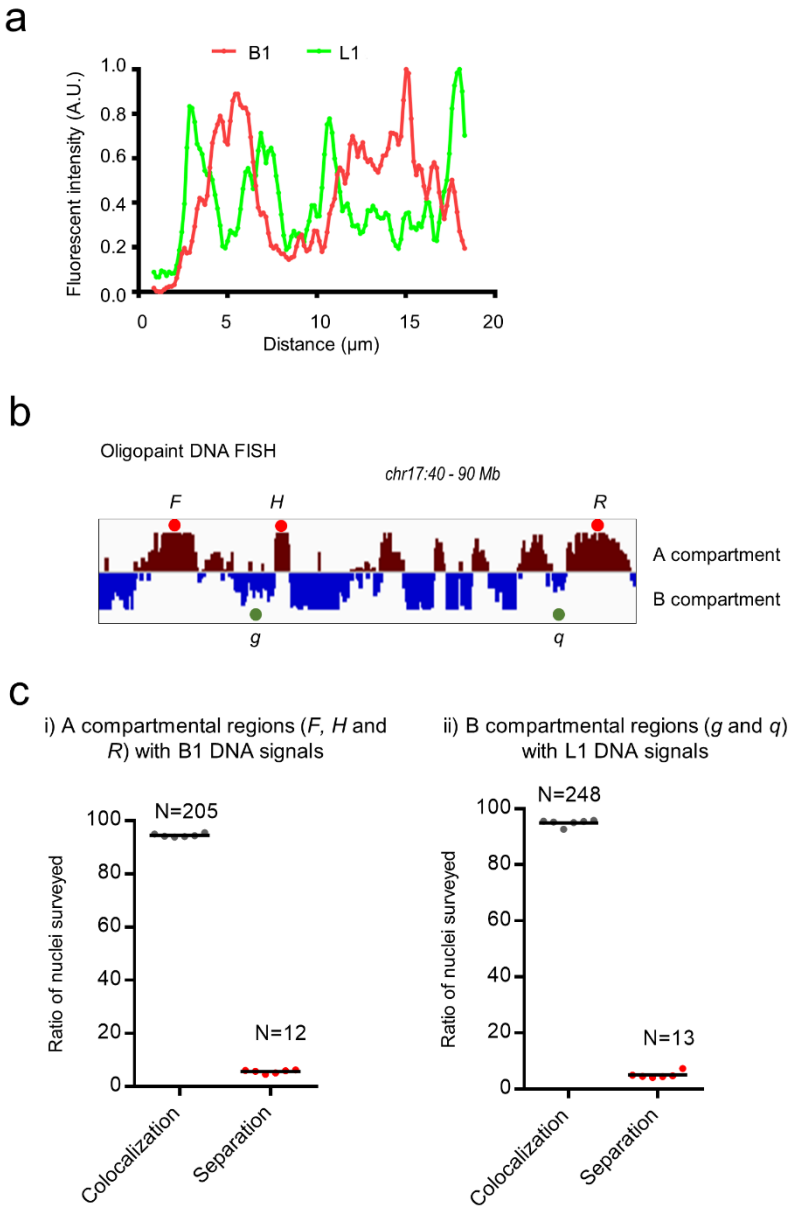 a
B1 L1
Fluorescent intensity (A.U.)
1.0
0.8
0.6
0.4
0.2
0.0
0 5 10 15 20
Distance (μm)
b
Oligopaint DNA FISH
chr17:40 - 90 Mb
F H R
A compartment
B compartment
g q
c
i) A compartmental regions (F, H and
R) with B1 DNA signals
Ratio of nuclei surveyed
100
80
60
40
20
0
N=205
N=12
Colocalization
Separation
ii) B compartmental regions (g and q)
with L1 DNA signals
Ratio of nuclei surveyed
100
80
60
40
20
0
N=248
N=13
Colocalization
Separation